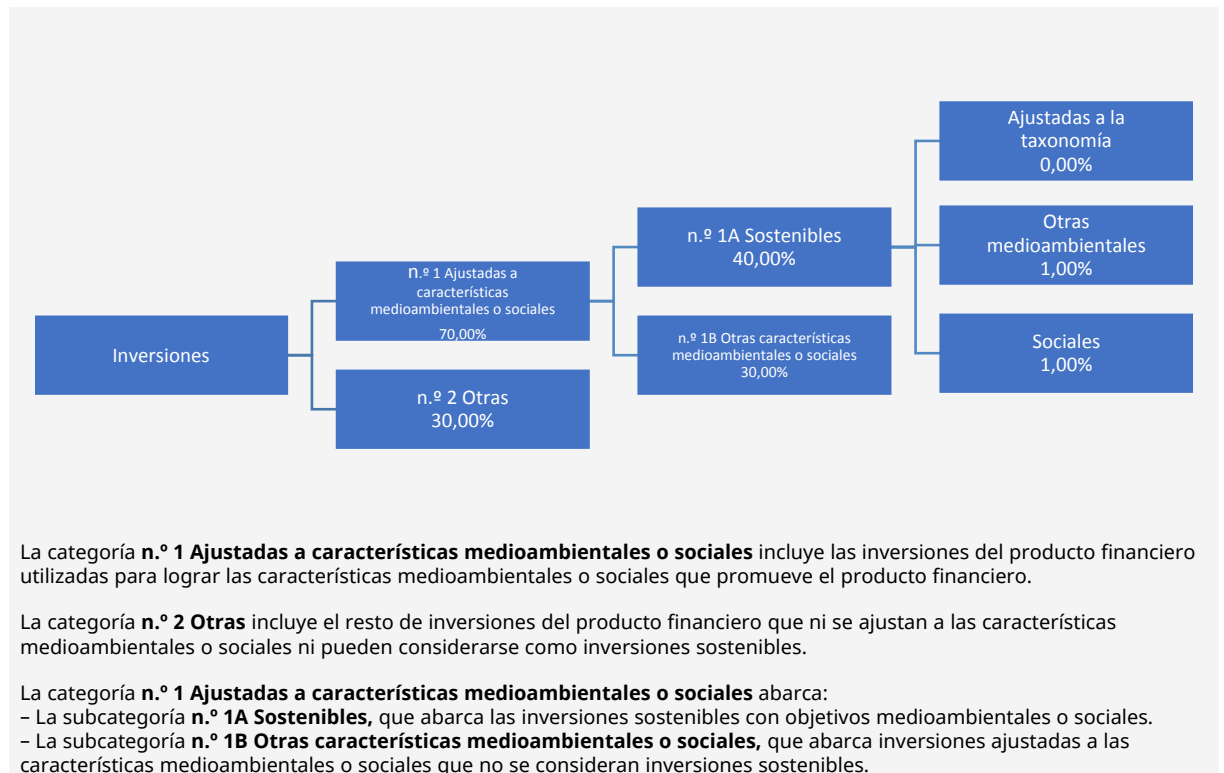 Inversiones
n.º 1 Ajustadas a
características
medioambientales o sociales
70,00%
n.º 2 Otras
30,00%
n.º 1A Sostenibles
40,00%
n.º 1B Otras características
medioambientales o sociales
30,00%
Ajustadas a la
taxonomía
0,00%
Otras
medioambientales
1,00%
Sociales
1,00%
La categoría n.º 1 Ajustadas a características medioambientales o sociales incluye las inversiones del producto financiero
utilizadas para lograr las características medioambientales o sociales que promueve el producto financiero.
La categoría n.º 2 Otras incluye el resto de inversiones del producto financiero que ni se ajustan a las características
medioambientales o sociales ni pueden considerarse como inversiones sostenibles.
La categoría n.º 1 Ajustadas a características medioambientales o sociales abarca:
– La subcategoría n.º 1A Sostenibles, que abarca las inversiones sostenibles con objetivos medioambientales o sociales.
– La subcategoría n.º 1B Otras características medioambientales o sociales, que abarca inversiones ajustadas a las
características medioambientales o sociales que no se consideran inversiones sostenibles.